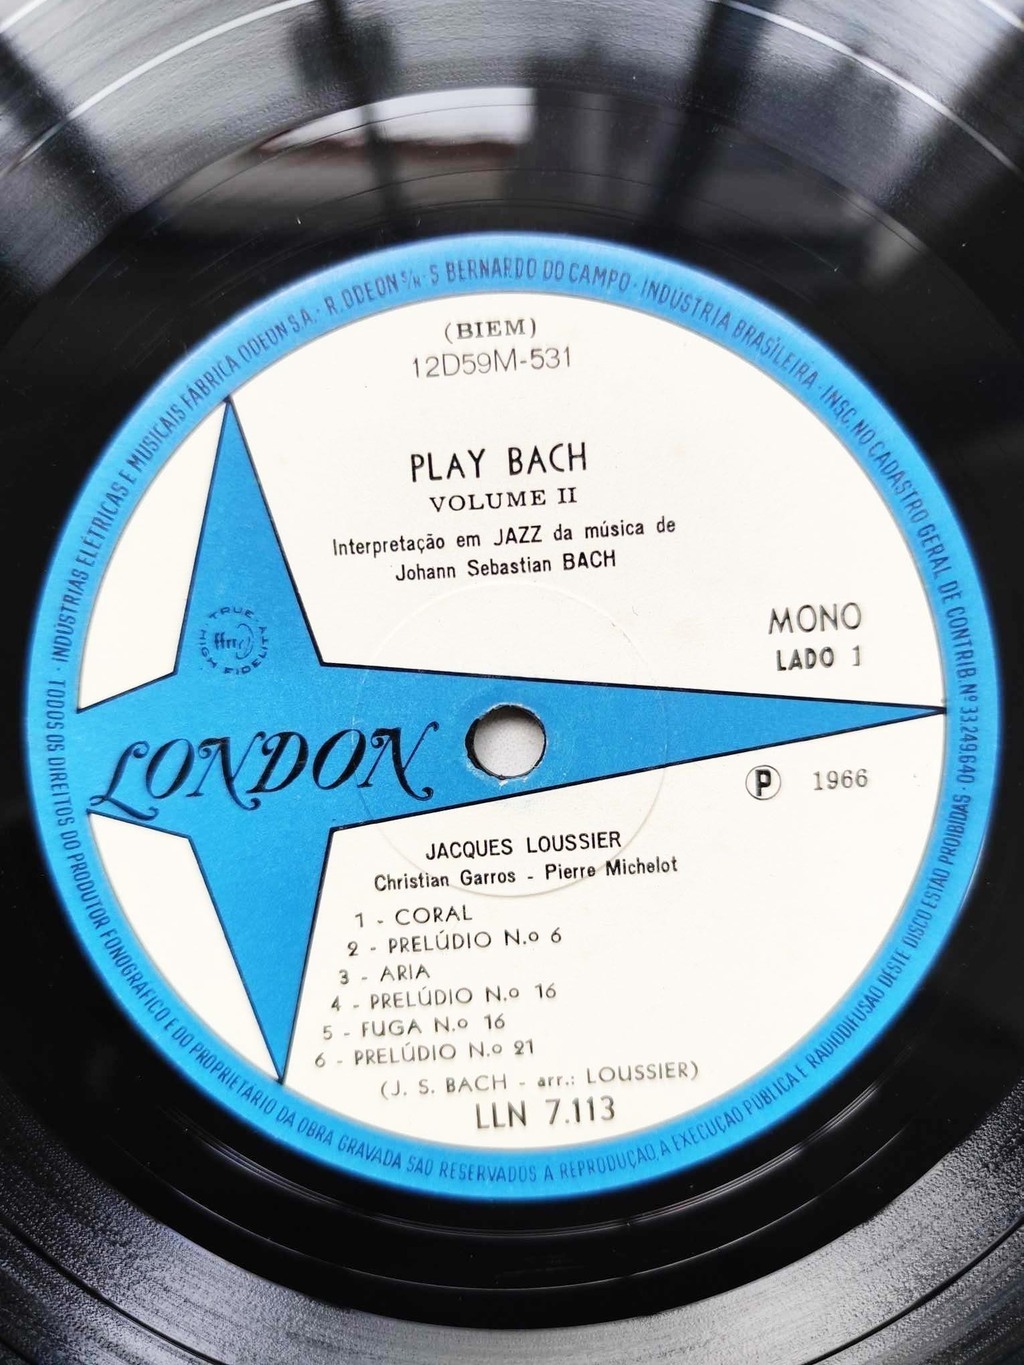 INDÚSTRIAS ELÉTRICAS E MUSICAIS FÁBRICA ODEON S.A. · R. ODEON S/N · S BERNARDO DO CAMPO · INDÚSTRIA BRASILEIRA · INSC. NO CADASTRO GERAL DE CONTRIB. Nº 33.249.640 ·
TODOS OS DIREITOS DO PRODUTOR FONOGRÁFICO E DO PROPRIETÁRIO DA OBRA GRAVADA SÃO RESERVADOS A REPRODUÇÃO, A EXECUÇÃO PÚBLICA E RADIODIFUSÃO DESTE DISCO ESTÃO PROIBIDAS ·
(BIEM)
12D59M-531
PLAY BACH
VOLUME II
Interpretação em JAZZ da música de
Johann Sebastian BACH
MONO
LADO 1
TRUE
ffrr
HIGH FIDELITY
LONDON
P 1966
JACQUES LOUSSIER
Christian Garros - Pierre Michelot
1 - CORAL
2 - PRELÚDIO N.o 6
3 - ARIA
4 - PRELÚDIO N.o 16
5 - FUGA N.o 16
6 - PRELÚDIO N.o 21
(J. S. BACH - arr.: LOUSSIER)
LLN 7.113